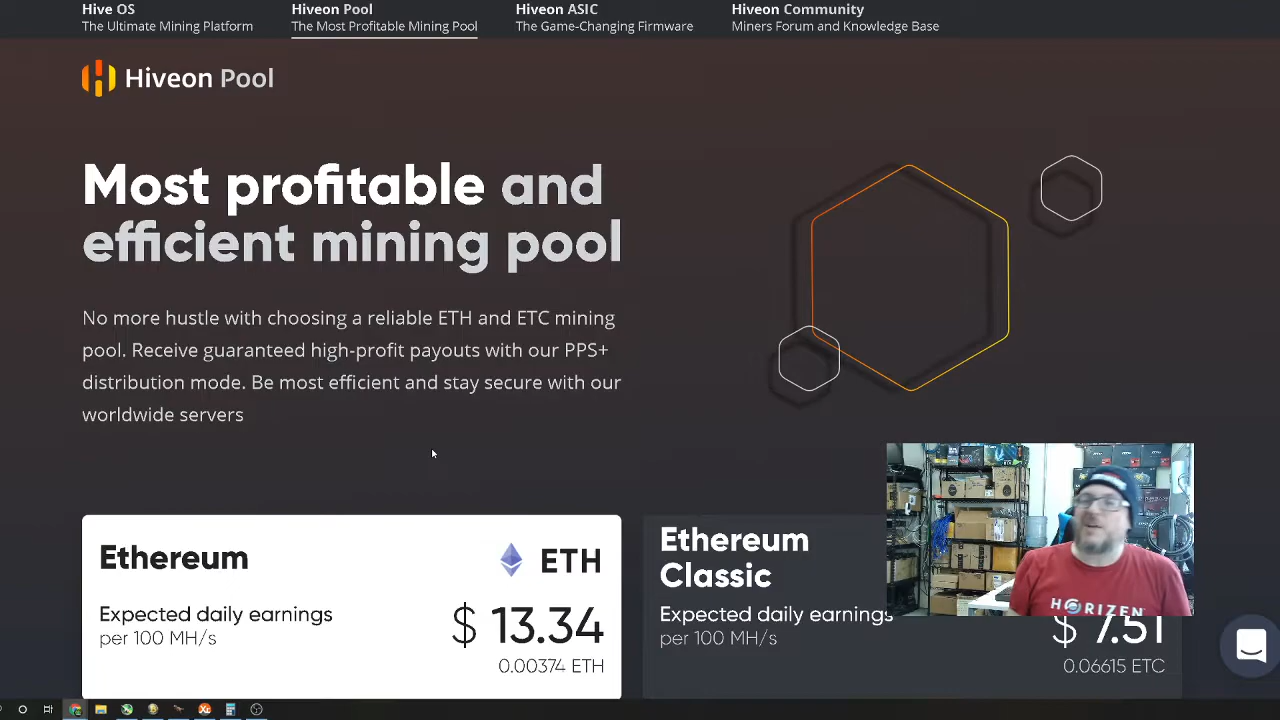 Hive OS
The Ultimate Mining Platform
Hiveon Pool
The Most Profitable Mining Pool
Hiveon ASIC
The Game-Changing Firmware
Hiveon Community
Miners Forum and Knowledge Base
Hiveon Pool
Most profitable and
efficient mining pool
No more hustle with choosing a reliable ETH and ETC mining
pool. Receive guaranteed high-profit payouts with our PPS+
distribution mode. Be most efficient and stay secure with our
worldwide servers
Ethereum
ETH
Expected daily earnings
per 100 MH/s
$ 13.34
0.00374 ETH
Ethereum
Classic
Expected daily earnings
per 100 MH/s
$ 7.51
0.06615 ETC
HORIZEN